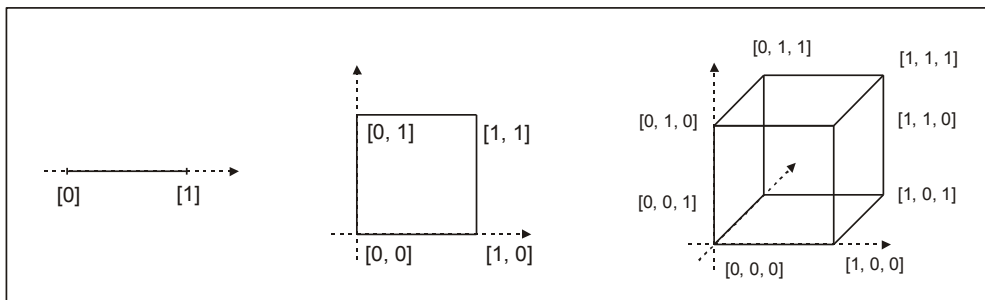 [0]
[1]
[0, 1]
[1, 1]
[0, 0]
[1, 0]
[0, 1, 1]
[1, 1, 1]
[0, 1, 0]
[1, 1, 0]
[0, 0, 1]
[1, 0, 1]
[0, 0, 0]
[1, 0, 0]